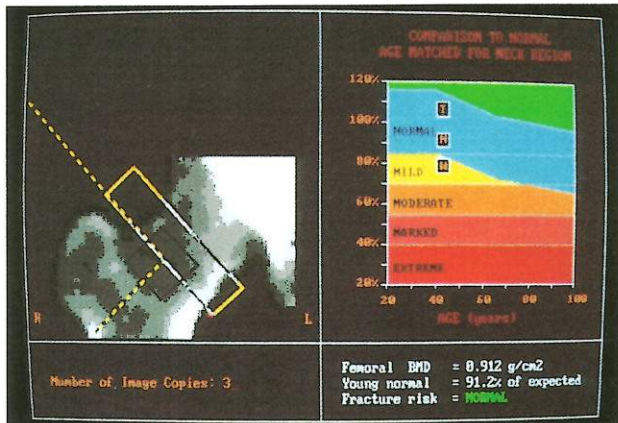 COMPARISON TO NORMAL
AGE MATCHED FOR NECK REGION
120%
100%
80%
60%
40%
20%
NORMAL
MILD
MODERATE
MARKED
EXTREME
T
N
W
20
40
60
80
100
AGE (years)
R
L
Number of Image Copies: 3
Femoral BMD = 0.912 g/cm2
Young normal = 91.2% of expected
Fracture risk = NORMAL